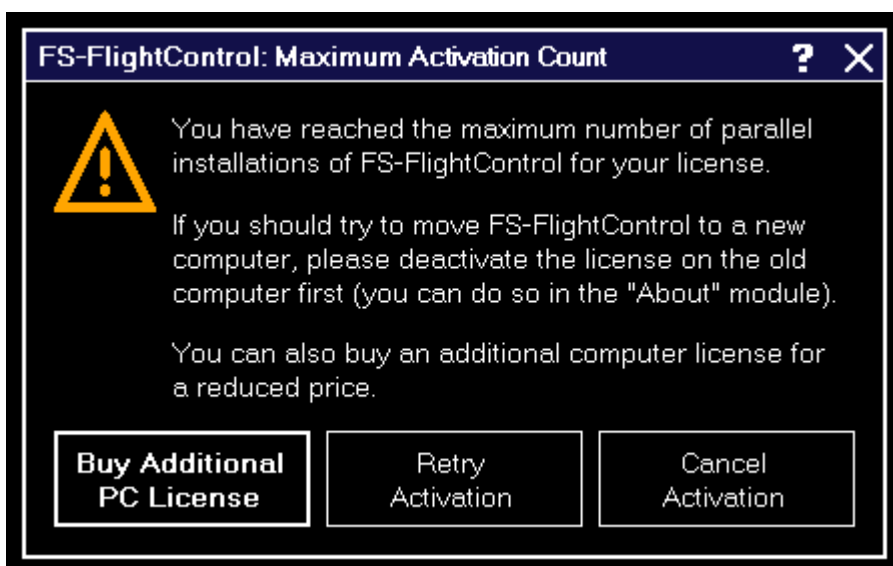 FS-FlightControl: Maximum Activation Count ? X
You have reached the maximum number of parallel
installations of FS-FlightControl for your license.
If you should try to move FS-FlightControl to a new
computer, please deactivate the license on the old
computer first (you can do so in the "About" module).
You can also buy an additional computer license for
a reduced price.
Buy Additional
PC License
Retry
Activation
Cancel
Activation